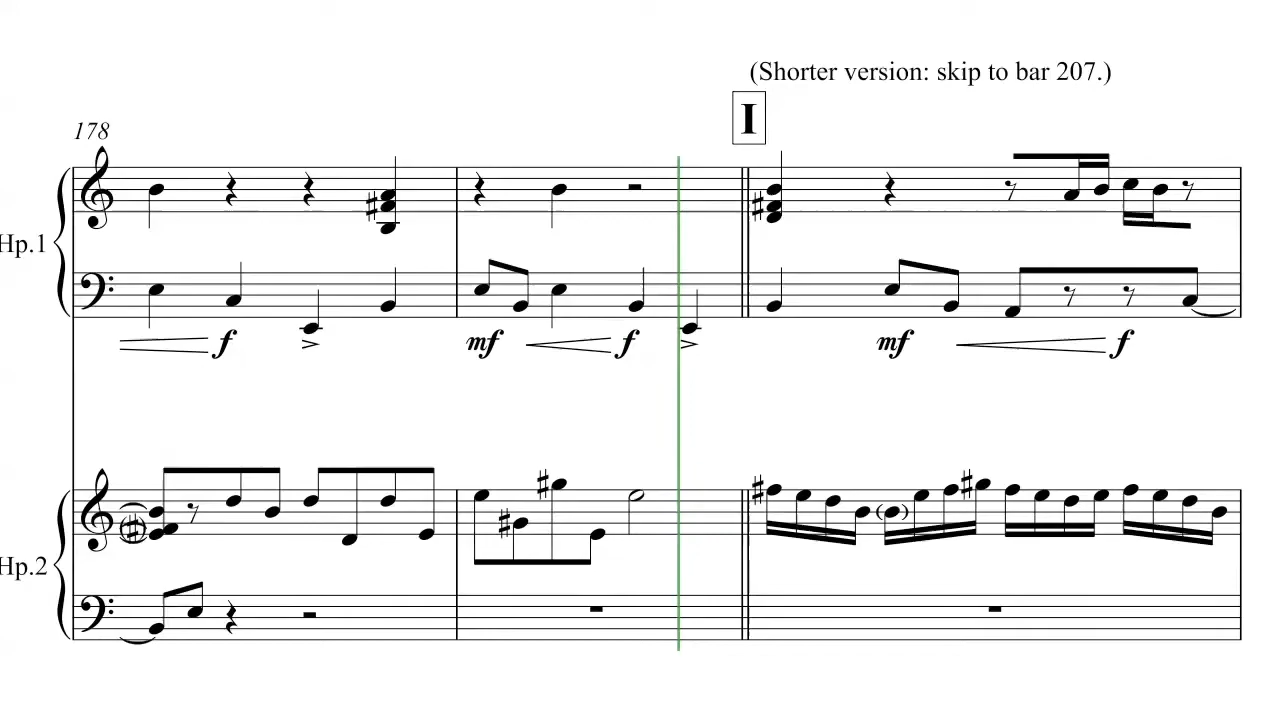 (Shorter version: skip to bar 207.)
I
178
Hp.1
f
mf
f
mf
f
Hp.2